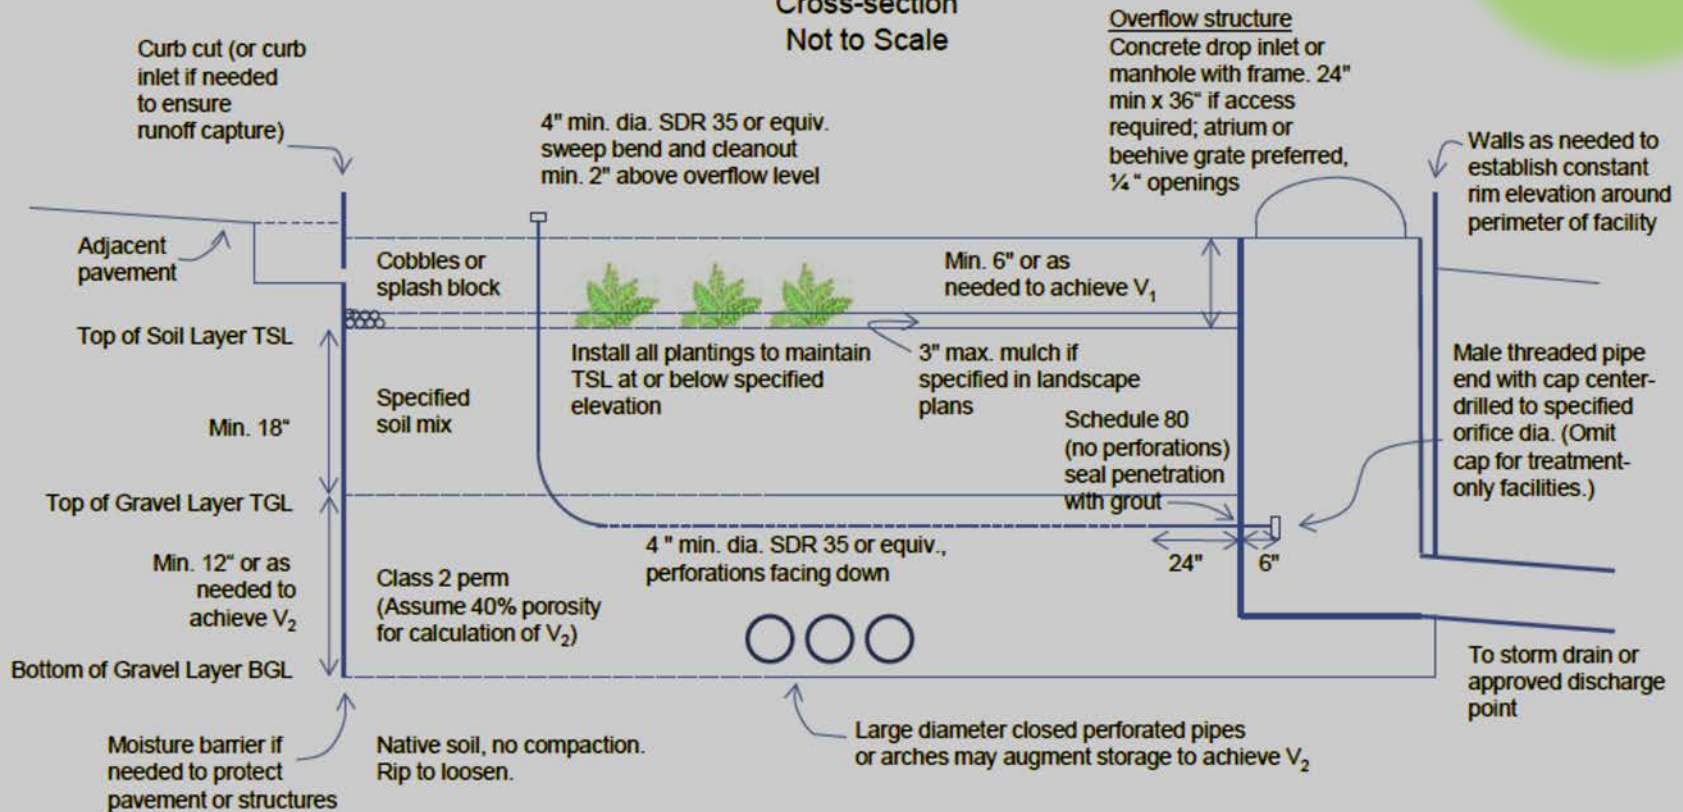 Cross-section
Not to Scale
Curb cut (or curb
inlet if needed
to ensure
runoff capture)
4" min. dia. SDR 35 or equiv.
sweep bend and cleanout
min. 2" above overflow level
Overflow structure
Concrete drop inlet or
manhole with frame. 24"
min x 36" if access
required; atrium or
beehive grate preferred,
¼ " openings
Walls as needed to
establish constant
rim elevation around
perimeter of facility
Adjacent
pavement
Cobbles or
splash block
Min. 6" or as
needed to achieve V₁
Top of Soil Layer TSL
Install all plantings to maintain
TSL at or below specified
elevation
3" max. mulch if
specified in landscape
plans
Male threaded pipe
end with cap center-
drilled to specified
orifice dia. (Omit
cap for treatment-
only facilities.)
Min. 18"
Specified
soil mix
Schedule 80
(no perforations)
seal penetration
with grout
Top of Gravel Layer TGL
4 " min. dia. SDR 35 or equiv.,
perforations facing down
24"
6"
Min. 12" or as
needed to
achieve V₂
Class 2 perm
(Assume 40% porosity
for calculation of V₂)
Bottom of Gravel Layer BGL
To storm drain or
approved discharge
point
Moisture barrier if
needed to protect
pavement or structures
Native soil, no compaction.
Rip to loosen.
Large diameter closed perforated pipes
or arches may augment storage to achieve V₂